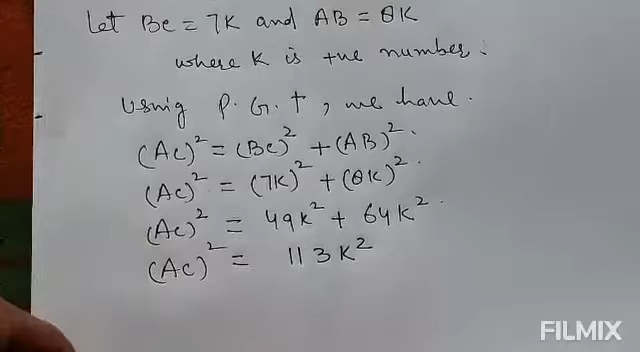 Let BC = 7K and AB = 8K
where K is +ve number.
Using P. G. t, we have.
(AC)² = (BC)² + (AB)².
(AC)² = (7K)² + (8K)².
(AC)² = 49K² + 64K².
(AC)² = 113K²
FILMIX